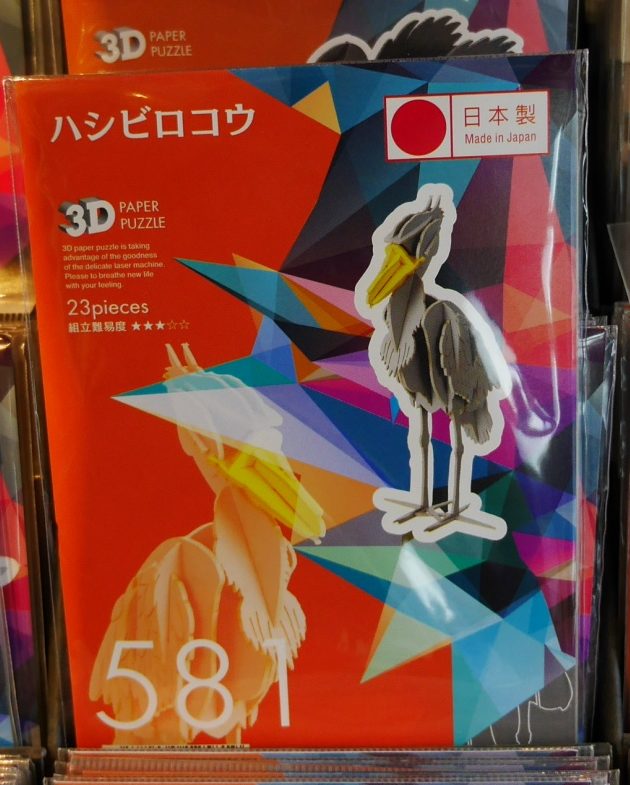 3D PAPER
PUZZLE
ハシビロコウ
日本製
Made in Japan
3D PAPER
PUZZLE
3D paper puzzle is taking
advantage of the goodness
of the delicate laser machine.
Please to breathe new life
with your feeling.
23pieces
組立難易度 ★★★☆☆
581